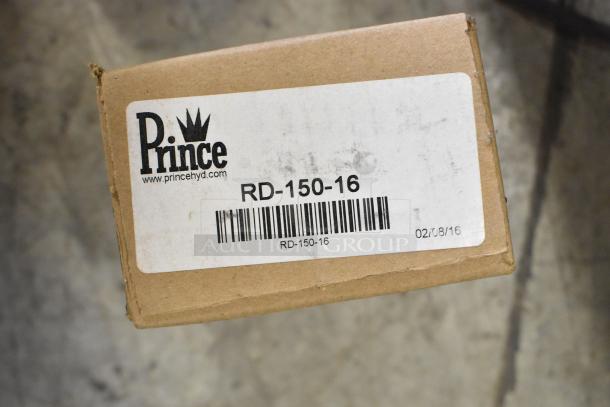 Prince
www.princehyd.com
RD-150-16
RD-150-16
02/08/16
AUCTION GROUP